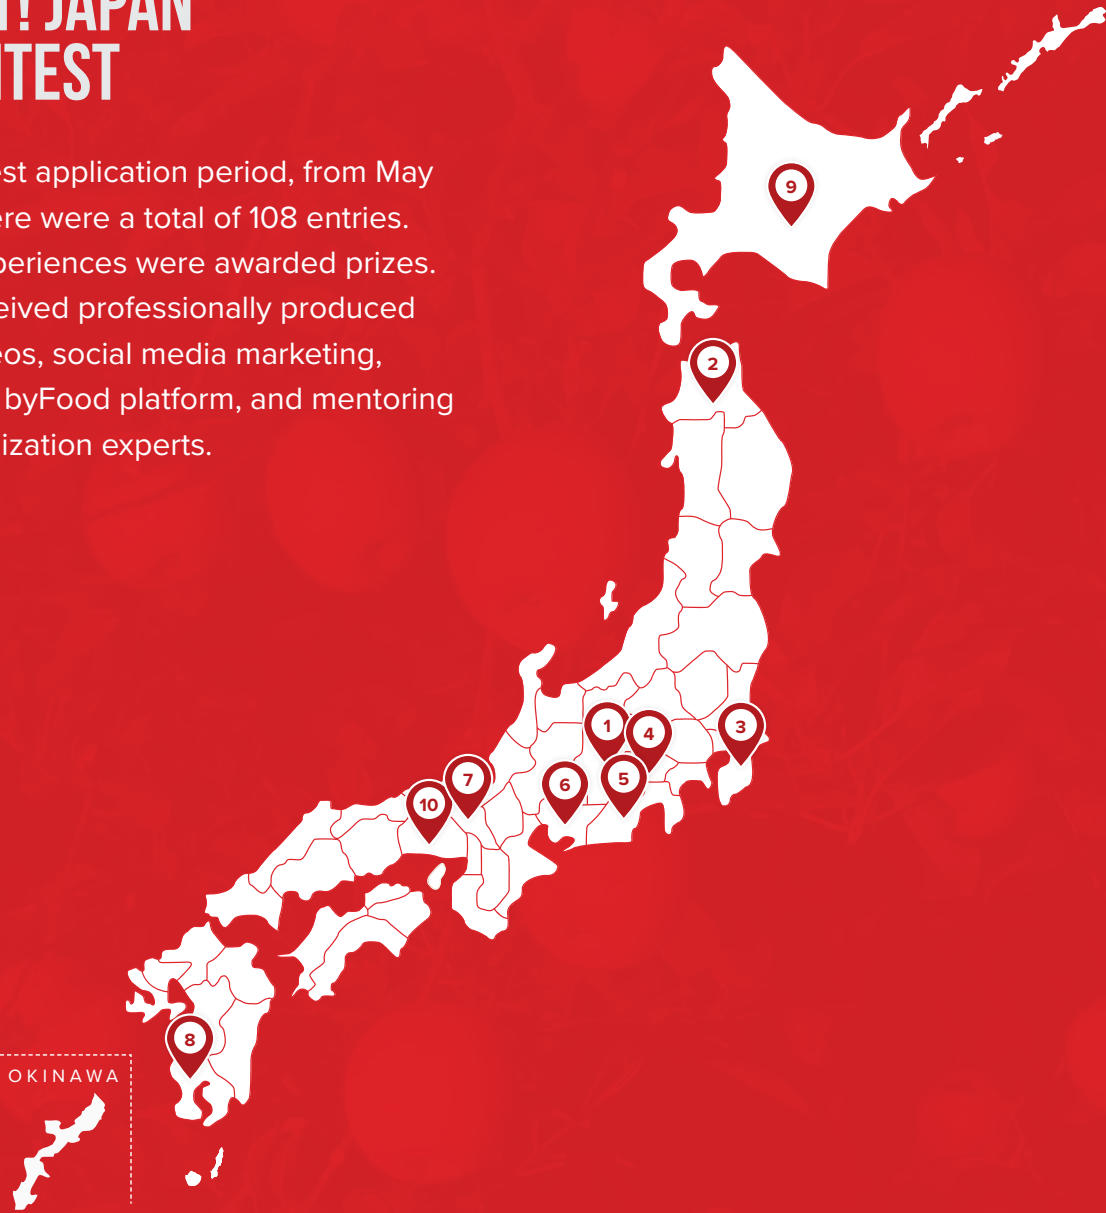 ! JAPAN
NTEST
est application period, from May
ere were a total of 108 entries.
periences were awarded prizes.
eived professionally produced
eos, social media marketing,
byFood platform, and mentoring
ization experts.
9
2
1
4
3
7
6
5
10
8
OKINAWA